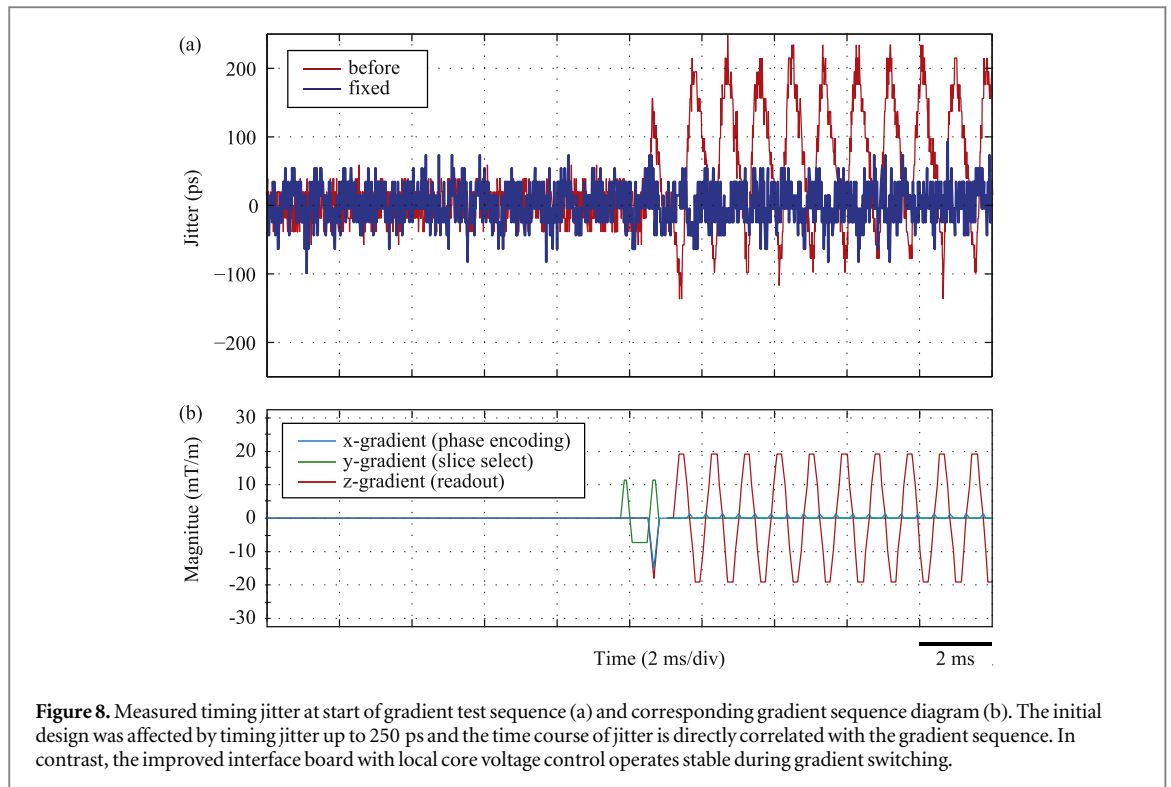 (a)
before
fixed
200
100
0
−100
−200
Jitter (ps)
(b)
x-gradient (phase encoding)
y-gradient (slice select)
z-gradient (readout)
30
20
10
0
-10
-20
-30
Magnitue (mT/m)
Time (2 ms/div)
2 ms
Figure 8. Measured timing jitter at start of gradient test sequence (a) and corresponding gradient sequence diagram (b). The initial
design was affected by timing jitter up to 250 ps and the time course of jitter is directly correlated with the gradient sequence. In
contrast, the improved interface board with local core voltage control operates stable during gradient switching.